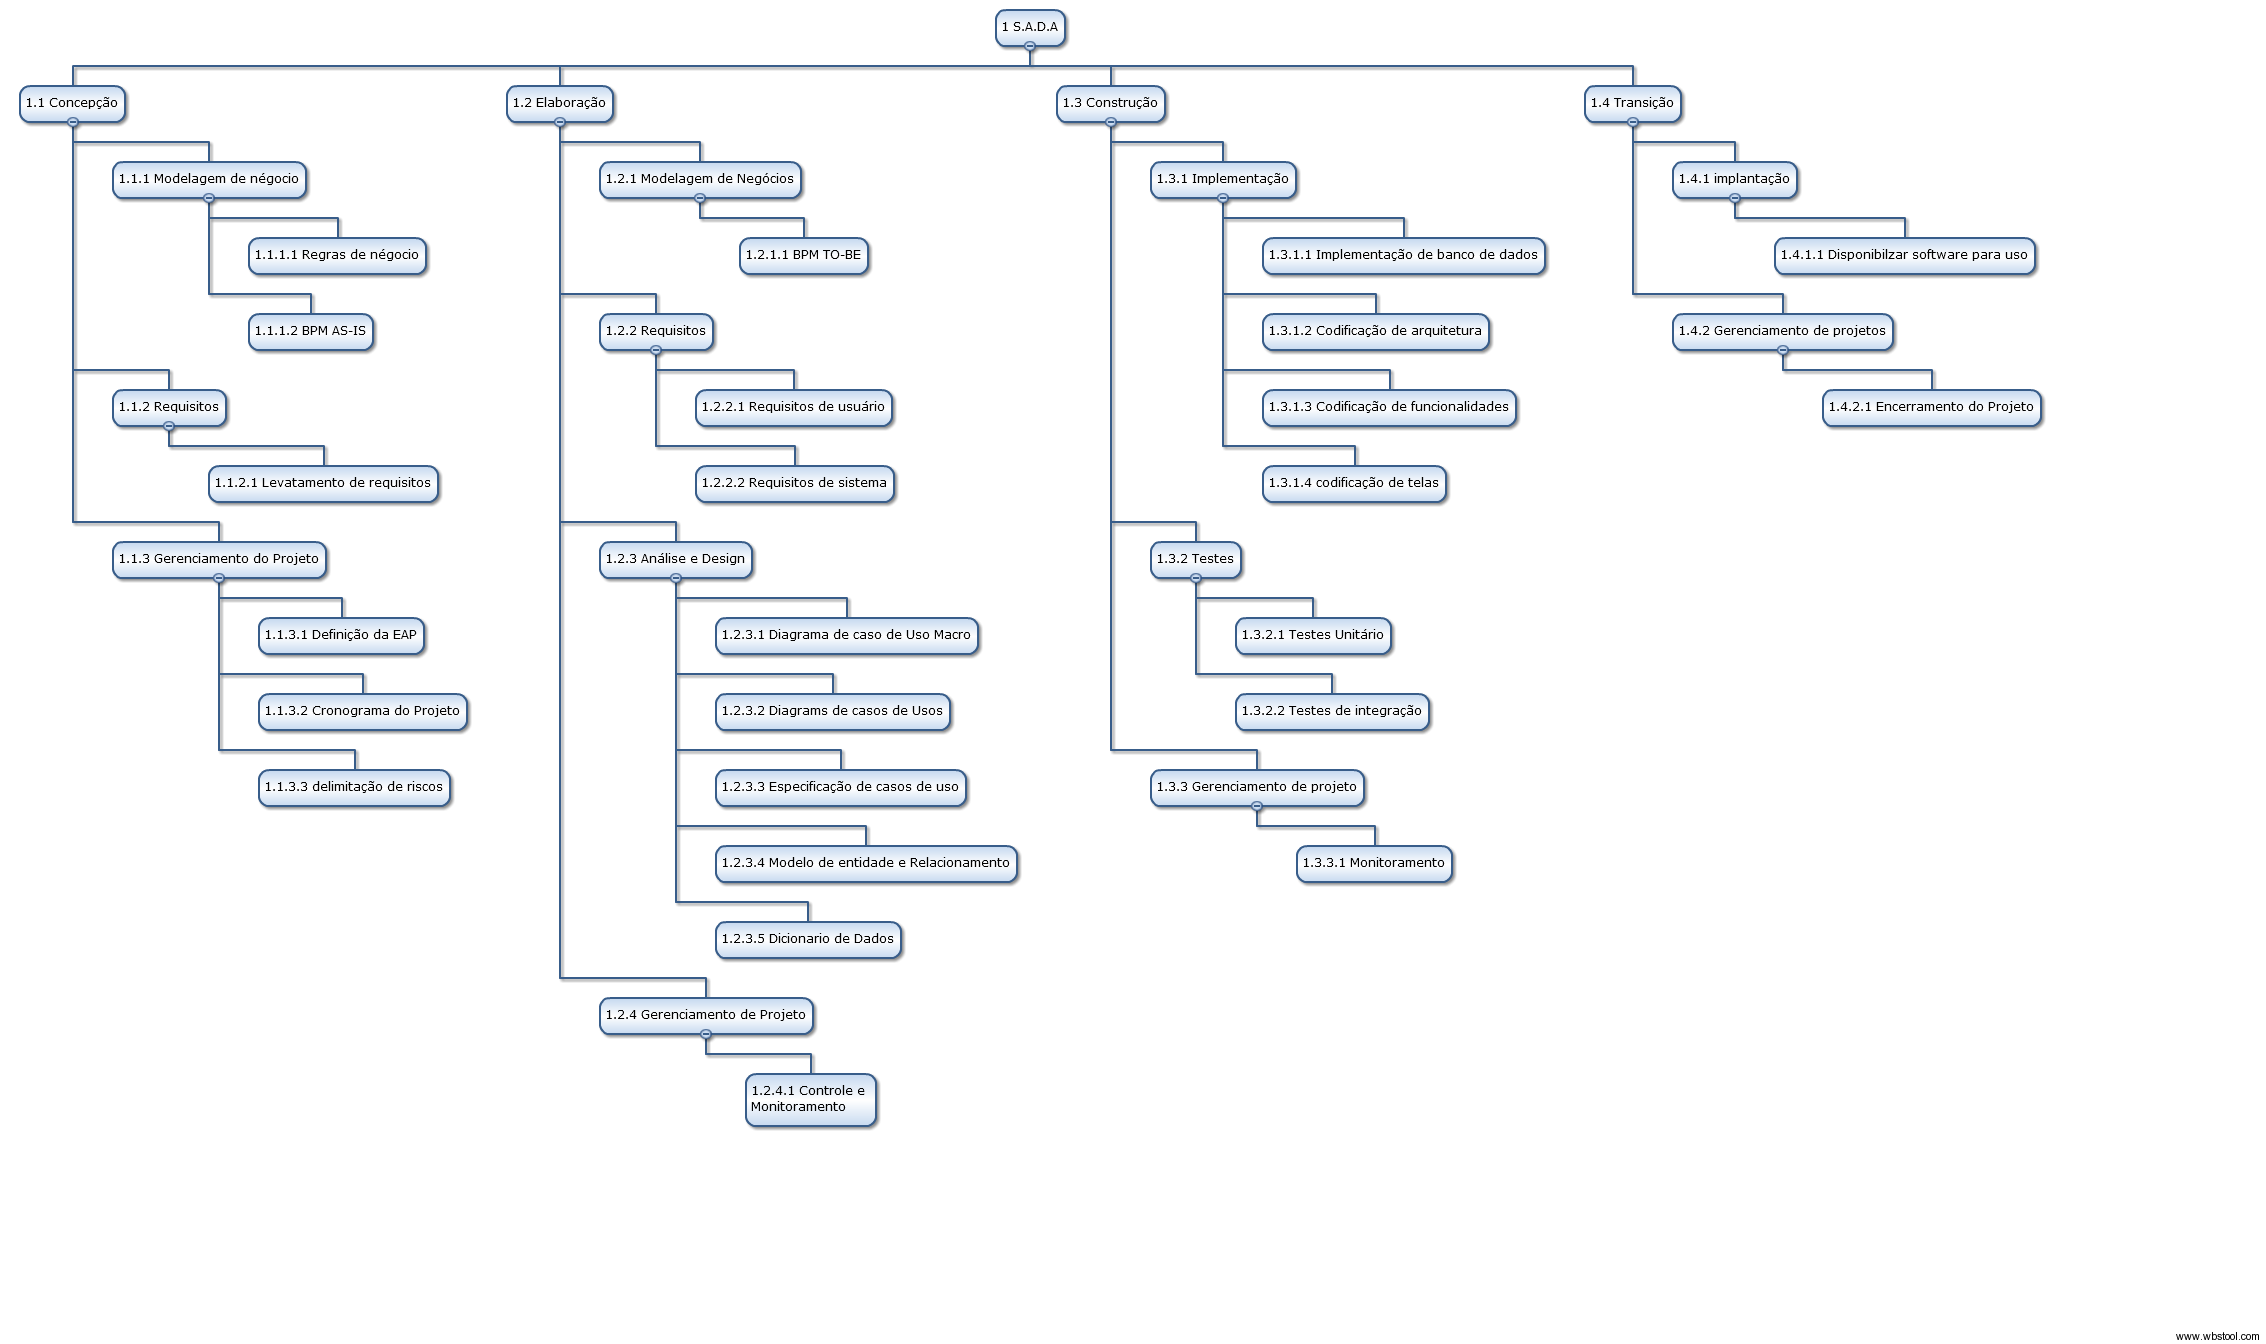 1 S.A.D.A
1.1 Concepção
1.1.1 Modelagem de négocio
1.1.1.1 Regras de négocio
1.1.1.2 BPM AS-IS
1.1.2 Requisitos
1.1.2.1 Levatamento de requisitos
1.1.3 Gerenciamento do Projeto
1.1.3.1 Definição da EAP
1.1.3.2 Cronograma do Projeto
1.1.3.3 delimitação de riscos
1.2 Elaboração
1.2.1 Modelagem de Negócios
1.2.1.1 BPM TO-BE
1.2.2 Requisitos
1.2.2.1 Requisitos de usuário
1.2.2.2 Requisitos de sistema
1.2.3 Análise e Design
1.2.3.1 Diagrama de caso de Uso Macro
1.2.3.2 Diagrams de casos de Usos
1.2.3.3 Especificação de casos de uso
1.2.3.4 Modelo de entidade e Relacionamento
1.2.3.5 Dicionario de Dados
1.2.4 Gerenciamento de Projeto
1.2.4.1 Controle e
Monitoramento
1.3 Construção
1.3.1 Implementação
1.3.1.1 Implementação de banco de dados
1.3.1.2 Codificação de arquitetura
1.3.1.3 Codificação de funcionalidades
1.3.1.4 codificação de telas
1.3.2 Testes
1.3.2.1 Testes Unitário
1.3.2.2 Testes de integração
1.3.3 Gerenciamento de projeto
1.3.3.1 Monitoramento
1.4 Transição
1.4.1 implantação
1.4.1.1 Disponibilzar software para uso
1.4.2 Gerenciamento de projetos
1.4.2.1 Encerramento do Projeto
www.wbstool.com